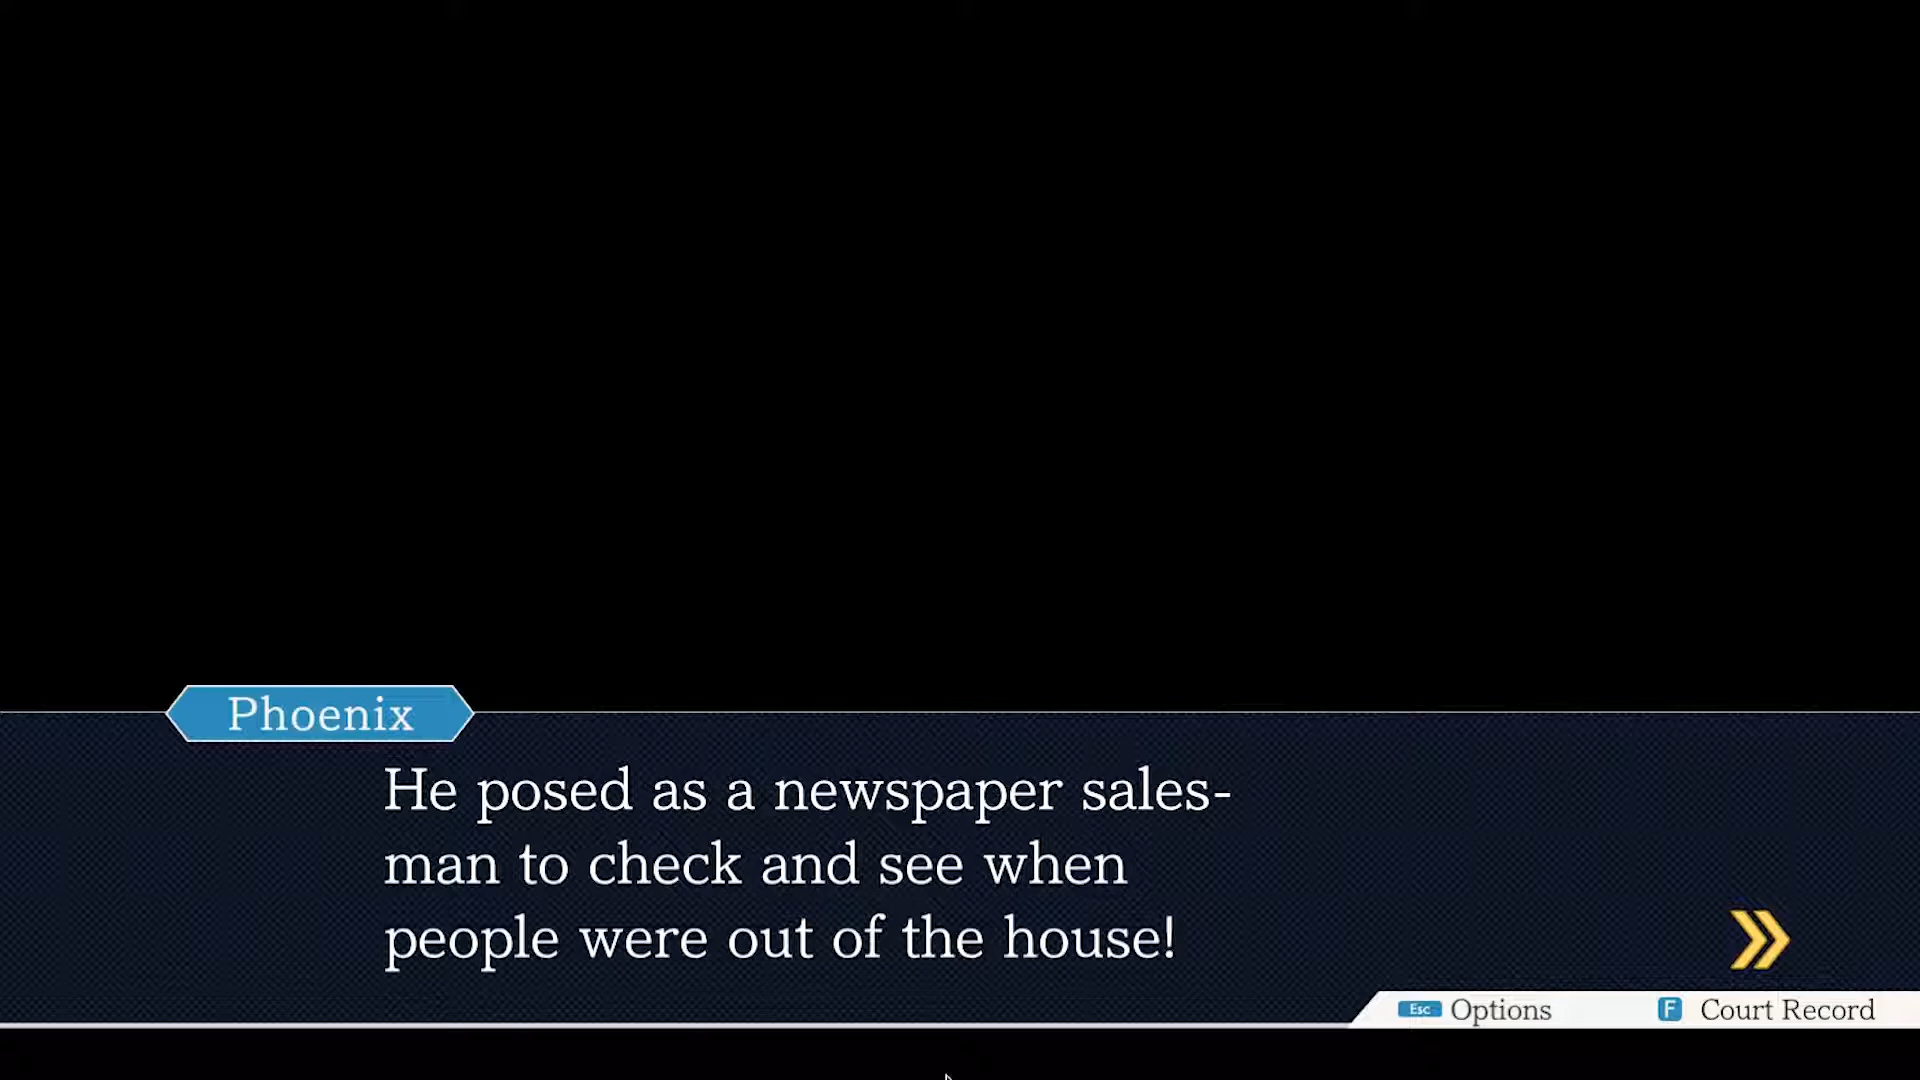 Phoenix
He posed as a newspaper sales-
man to check and see when
people were out of the house!
Esc Options F Court Record